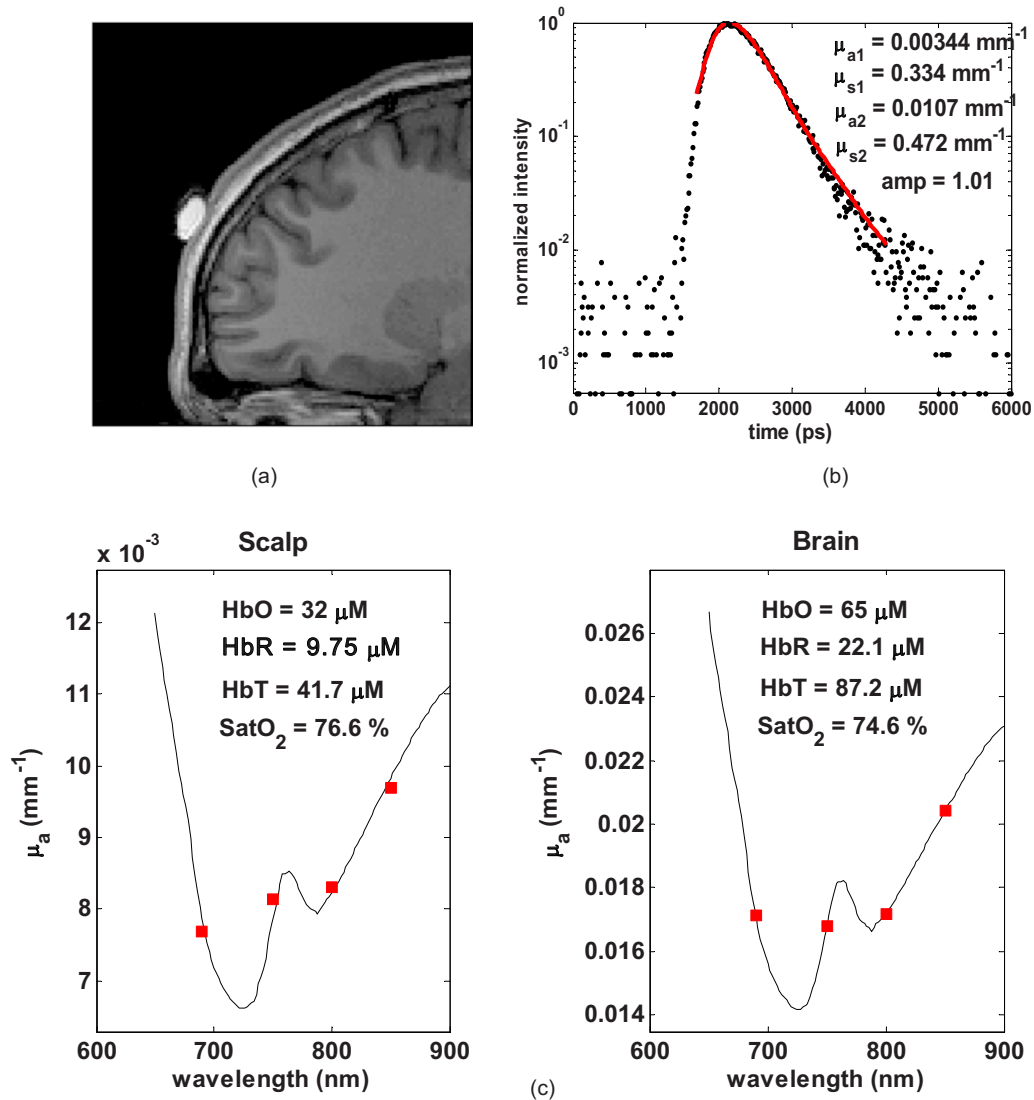 (a)
normalized intensity
10⁰
10⁻¹
10⁻²
10⁻³
μa1 = 0.00344 mm⁻¹
μs1 = 0.334 mm⁻¹
μa2 = 0.0107 mm⁻¹
μs2 = 0.472 mm⁻¹
amp = 1.01
0 1000 2000 3000 4000 5000 6000
time (ps)
(b)
x 10⁻³
Scalp
μa (mm⁻¹)
12
11
10
9
8
7
HbO = 32 μM
HbR = 9.75 μM
HbT = 41.7 μM
SatO₂ = 76.6 %
600 700 800 900
wavelength (nm)
Brain
μa (mm⁻¹)
0.026
0.024
0.022
0.02
0.018
0.016
0.014
HbO = 65 μM
HbR = 22.1 μM
HbT = 87.2 μM
SatO₂ = 74.6 %
600 700 800 900
wavelength (nm)
(c)